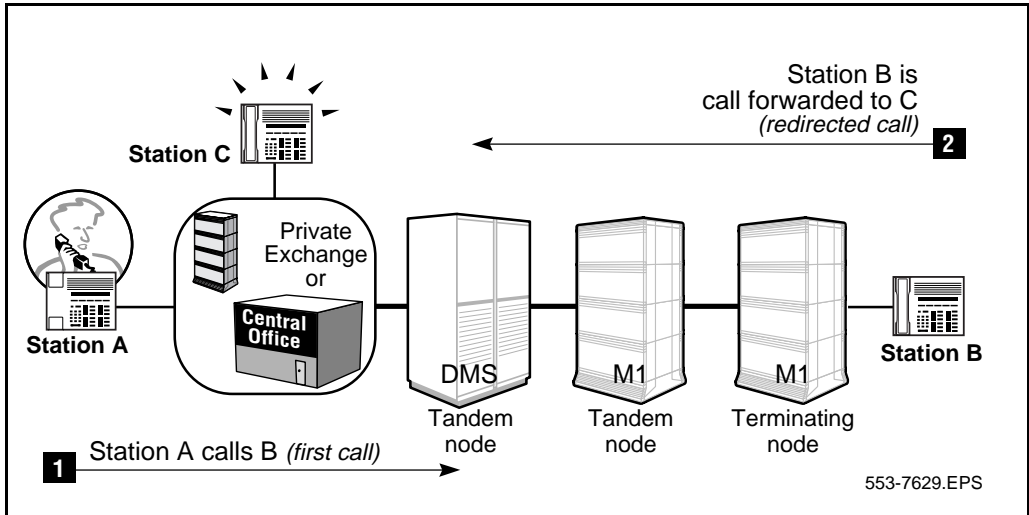 Station B is
call forwarded to C
(redirected call)
2
Station C
Private
Exchange
or
Central
Office
Station A
Station B
DMS
M1
M1
Tandem
node
Tandem
node
Terminating
node
1
Station A calls B (first call)
553-7629.EPS